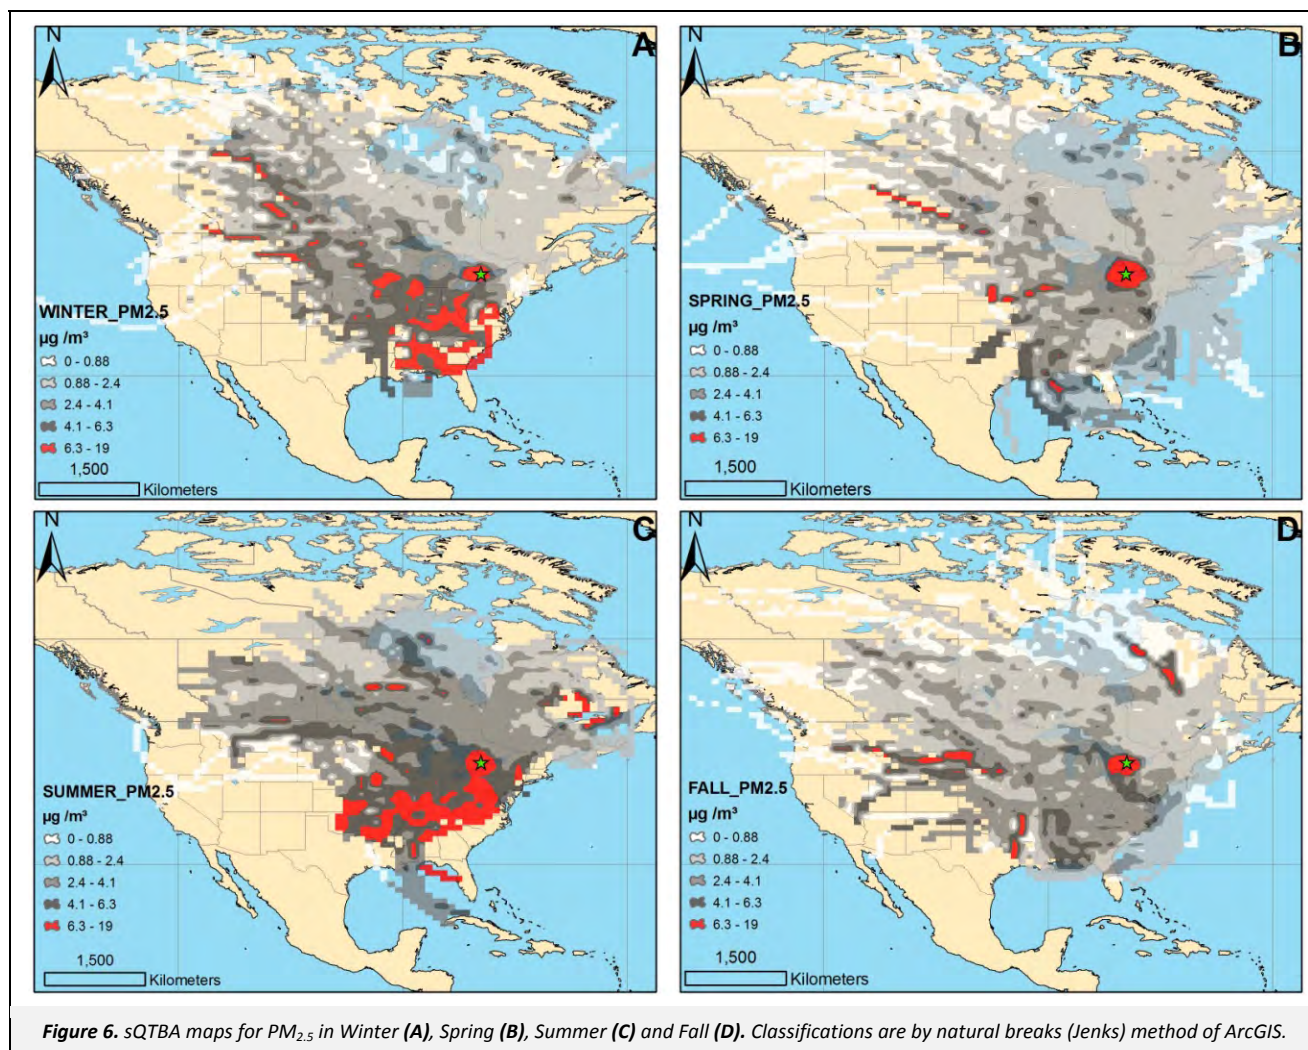 N
A
WINTER_PM2.5
µg /m³
0 - 0.88
0.88 - 2.4
2.4 - 4.1
4.1 - 6.3
6.3 - 19
1,500
Kilometers
N
B
SPRING_PM2.5
µg /m³
0 - 0.88
0.88 - 2.4
2.4 - 4.1
4.1 - 6.3
6.3 - 19
1,500
Kilometers
N
C
SUMMER_PM2.5
µg /m³
0 - 0.88
0.88 - 2.4
2.4 - 4.1
4.1 - 6.3
6.3 - 19
1,500
Kilometers
N
D
FALL_PM2.5
µg /m³
0 - 0.88
0.88 - 2.4
2.4 - 4.1
4.1 - 6.3
6.3 - 19
1,500
Kilometers
Figure 6. sQTBA maps for PM2.5 in Winter (A), Spring (B), Summer (C) and Fall (D). Classifications are by natural breaks (Jenks) method of ArcGIS.